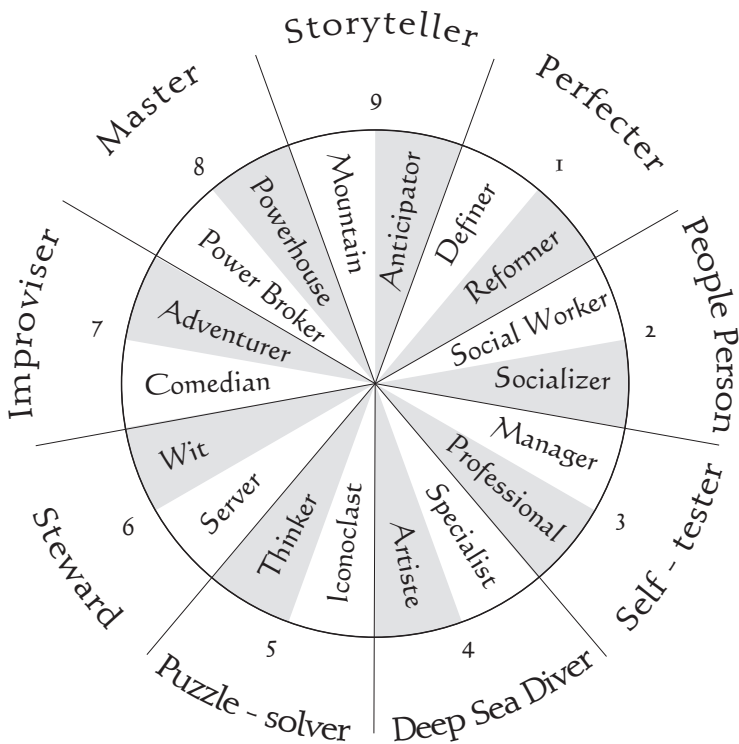 Storyteller
9
Mountain
Anticipator
Perfecter
1
Definer
Reformer
People Person
2
Social Worker
Socializer
Self - tester
3
Manager
Professional
Deep Sea Diver
4
Specialist
Artiste
Puzzle - solver
5
Iconoclast
Thinker
Steward
6
Server
Wit
Improviser
7
Comedian
Adventurer
Master
8
Power Broker
Powerhouse